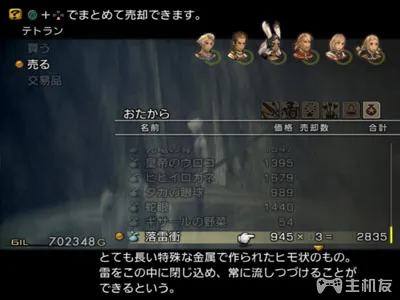 ?:●+✥でまとめて売却できます。
テトラン
買う
売る
交易品
おたから
名前 価格 売却数 合計
皇帝のウロコ 1395
ヒヒイロカネ 1679
タカの眼球 989
蛇眼 1440
ギサールの野菜 54
落雷衝 945× 3= 2835
GIL 702348G
とても長い特殊な金属で作られたヒモ状のもの。
雷をこの中に閉じ込め、常に流しつづけることが
できるという。
主机友